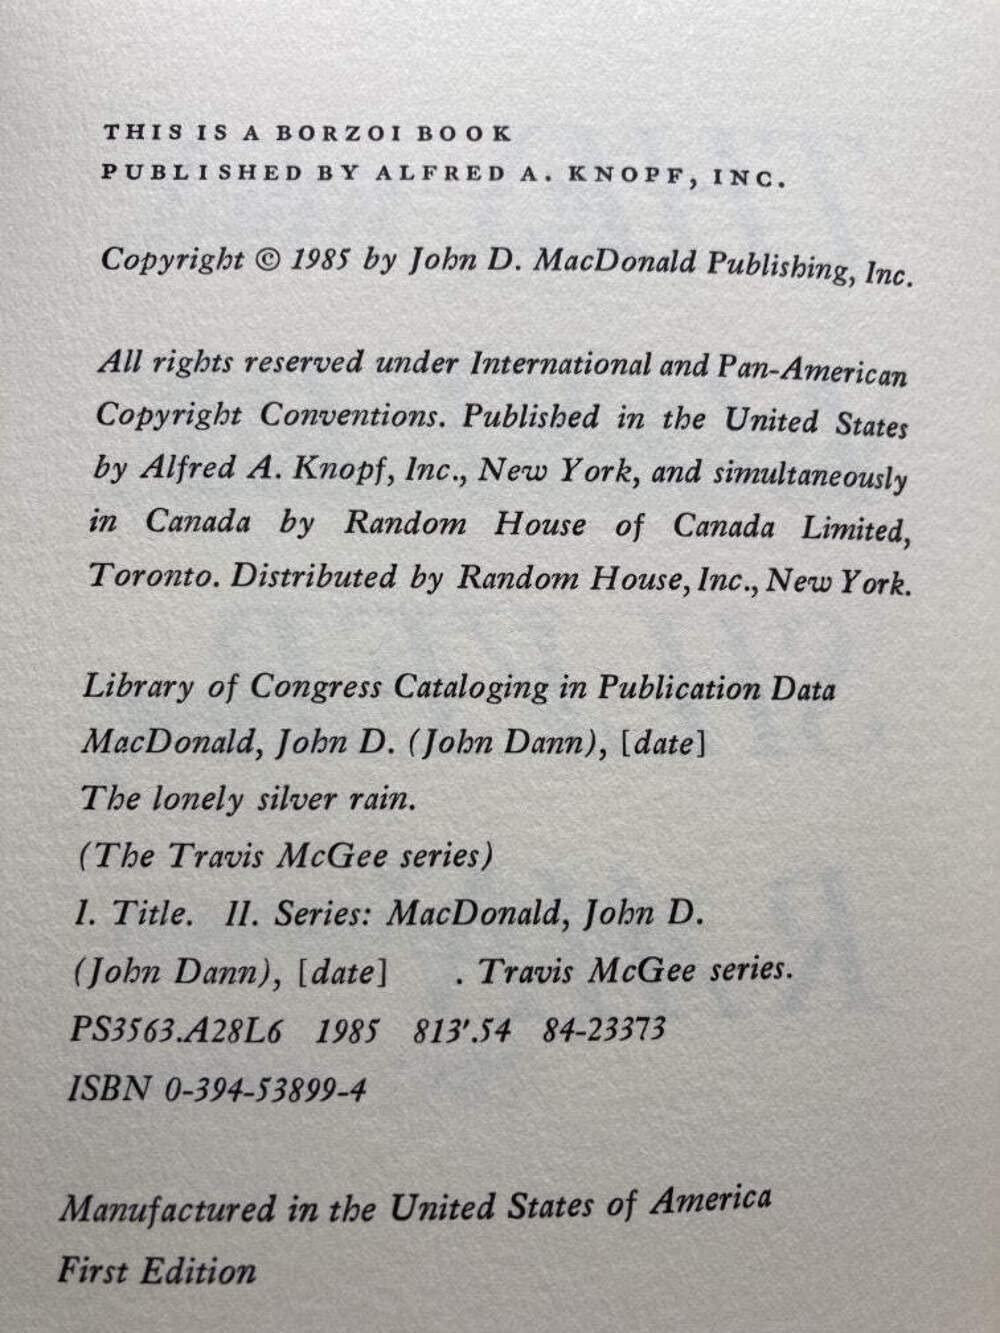 THIS IS A BORZOI BOOK
PUBLISHED BY ALFRED A. KNOPF, INC.
Copyright © 1985 by John D. MacDonald Publishing, Inc.
All rights reserved under International and Pan-American
Copyright Conventions. Published in the United States
by Alfred A. Knopf, Inc., New York, and simultaneously
in Canada by Random House of Canada Limited,
Toronto. Distributed by Random House, Inc., New York.
Library of Congress Cataloging in Publication Data
MacDonald, John D. (John Dann), [date]
The lonely silver rain.
(The Travis McGee series)
I. Title. II. Series: MacDonald, John D.
(John Dann), [date] . Travis McGee series.
PS3563.A28L6 1985 813'.54 84-23373
ISBN 0-394-53899-4
Manufactured in the United States of America
First Edition